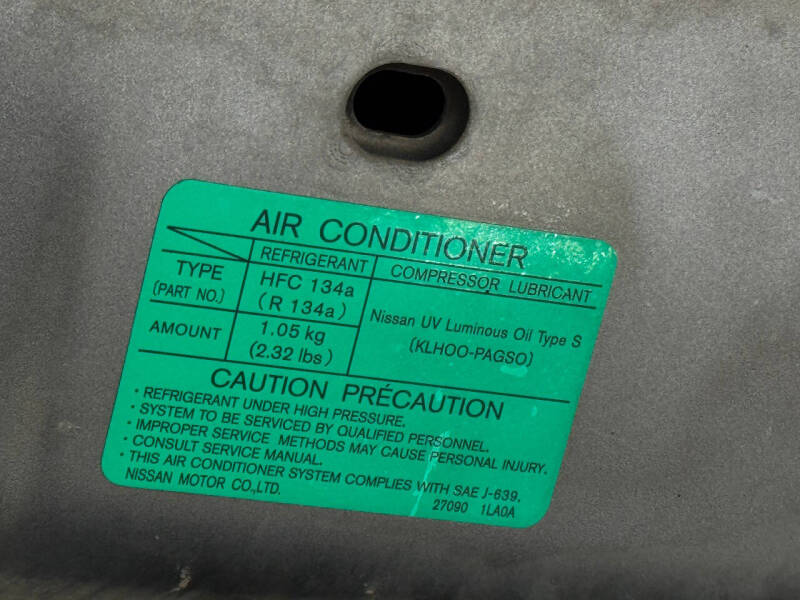 AIR CONDITIONER
REFRIGERANT COMPRESSOR LUBRICANT
TYPE
(PART NO.)
HFC 134a
(R 134a)
Nissan UV Luminous Oil Type S
(KLHOO-PAGSO)
AMOUNT
1.05 kg
(2.32 lbs)
CAUTION PRÉCAUTION
· REFRIGERANT UNDER HIGH PRESSURE.
· SYSTEM TO BE SERVICED BY QUALIFIED PERSONNEL.
· IMPROPER SERVICE METHODS MAY CAUSE PERSONAL INJURY.
· CONSULT SERVICE MANUAL.
· THIS AIR CONDITIONER SYSTEM COMPLIES WITH SAE J-639.
NISSAN MOTOR CO.,LTD.
27090 1LA0A